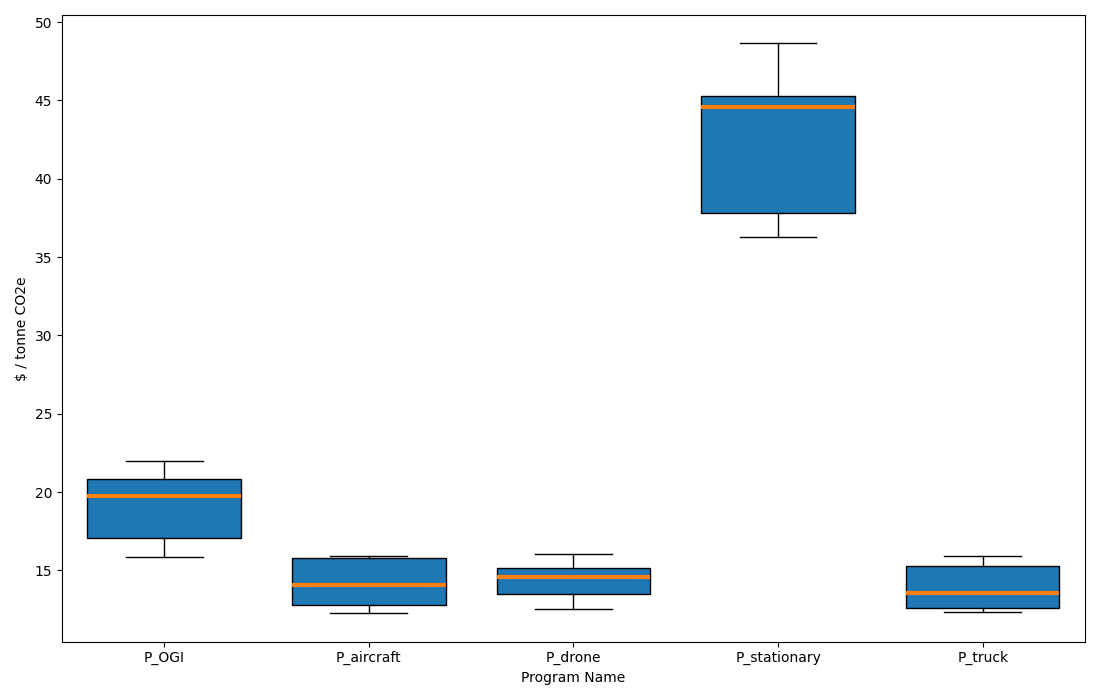 $ / tonne CO2e
50
45
40
35
30
25
20
15
P_OGI
P_aircraft
P_drone
P_stationary
P_truck
Program Name